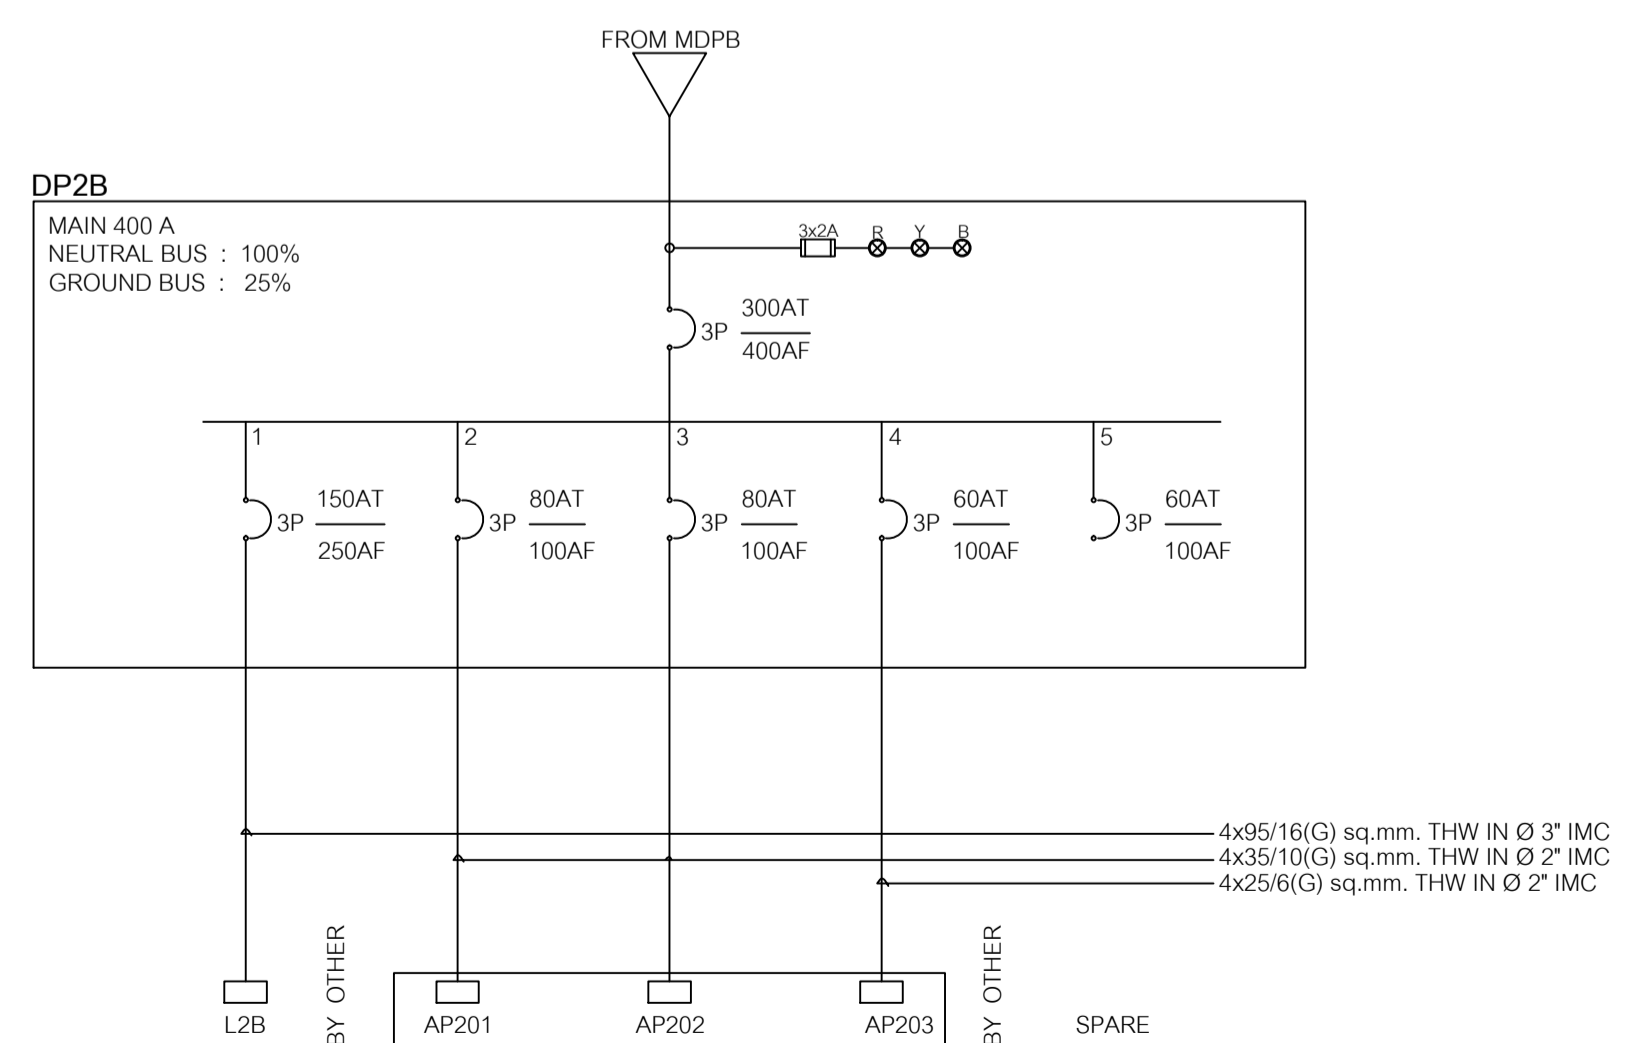 FROM MDPB
DP2B
MAIN 400 A
NEUTRAL BUS : 100%
GROUND BUS : 25%
3x2A R Y B
3P 300AT
400AF
1 2 3 4 5
150AT 80AT 80AT 60AT 60AT
3P 3P 3P 3P 3P
250AF 100AF 100AF 100AF 100AF
4x95/16(G) sq.mm. THW IN Ø 3" IMC
4x35/10(G) sq.mm. THW IN Ø 2" IMC
4x25/6(G) sq.mm. THW IN Ø 2" IMC
BY OTHER
BY OTHER
L2B AP201 AP202 AP203 SPARE